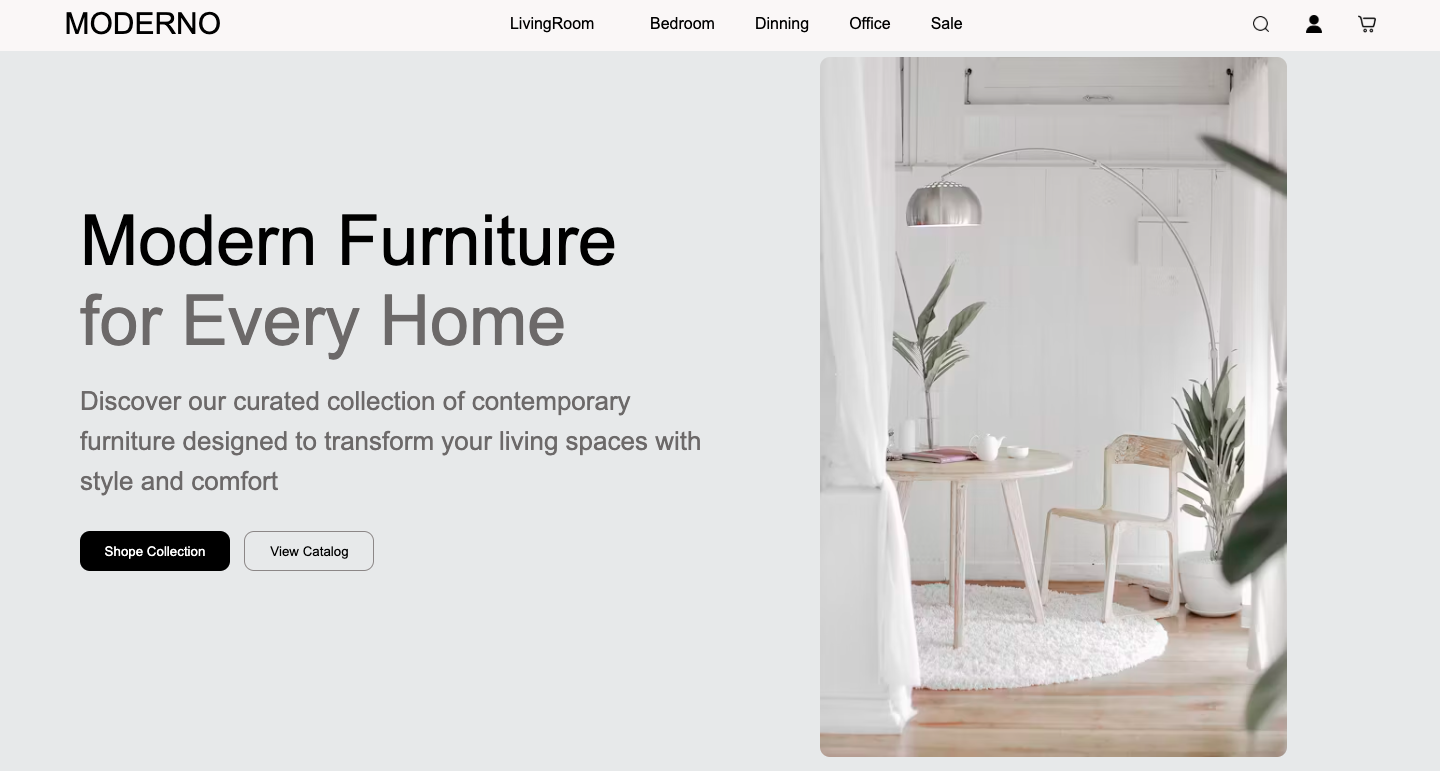 MODERNO
LivingRoom Bedroom Dinning Office Sale
Modern Furniture
for Every Home
Discover our curated collection of contemporary
furniture designed to transform your living spaces with
style and comfort
Shope Collection View Catalog